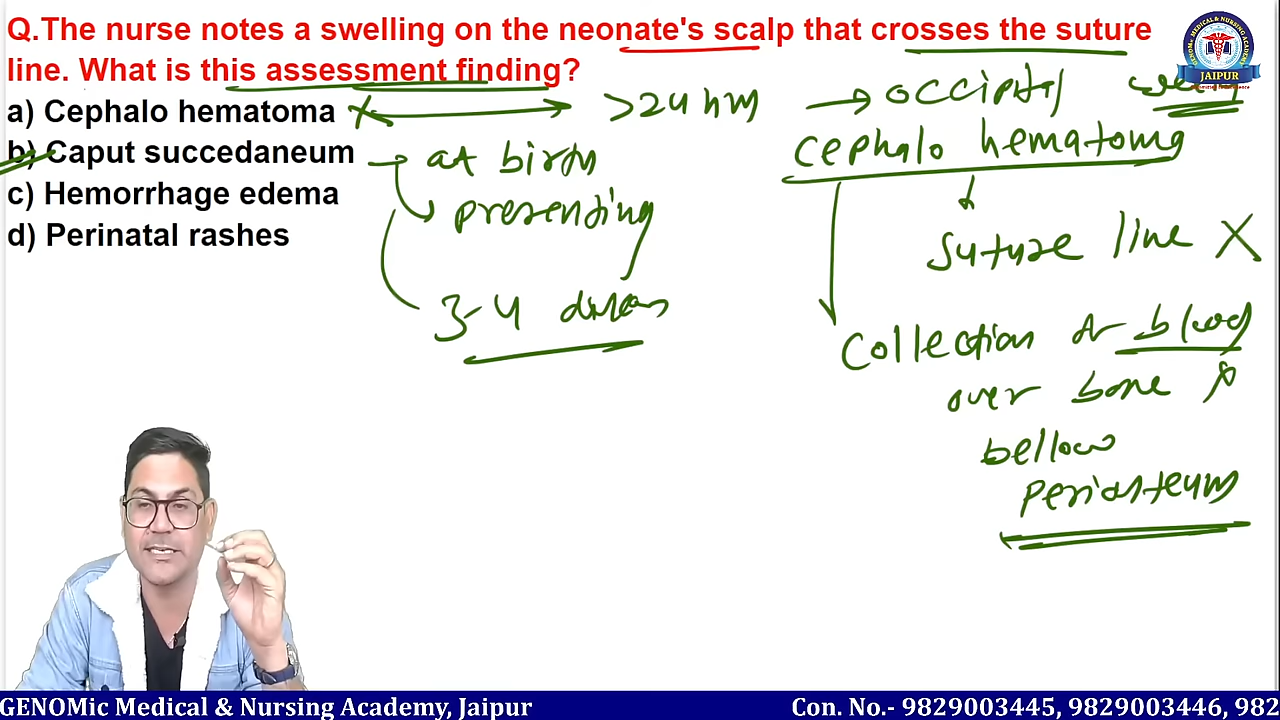 Q.The nurse notes a swelling on the neonate's scalp that crosses the suture
line. What is this assessment finding?
a) Cephalo hematoma
b) Caput succedaneum
c) Hemorrhage edema
d) Perinatal rashes
>24 hrs
occipital
at birth
presenting
3-4 days
cephalo hematoma
suture line X
collection of blood
over bone
bellow
periosteum
JAIPUR
GENOMic Medical & Nursing Academy, Jaipur
Con. No.- 9829003445, 9829003446, 982